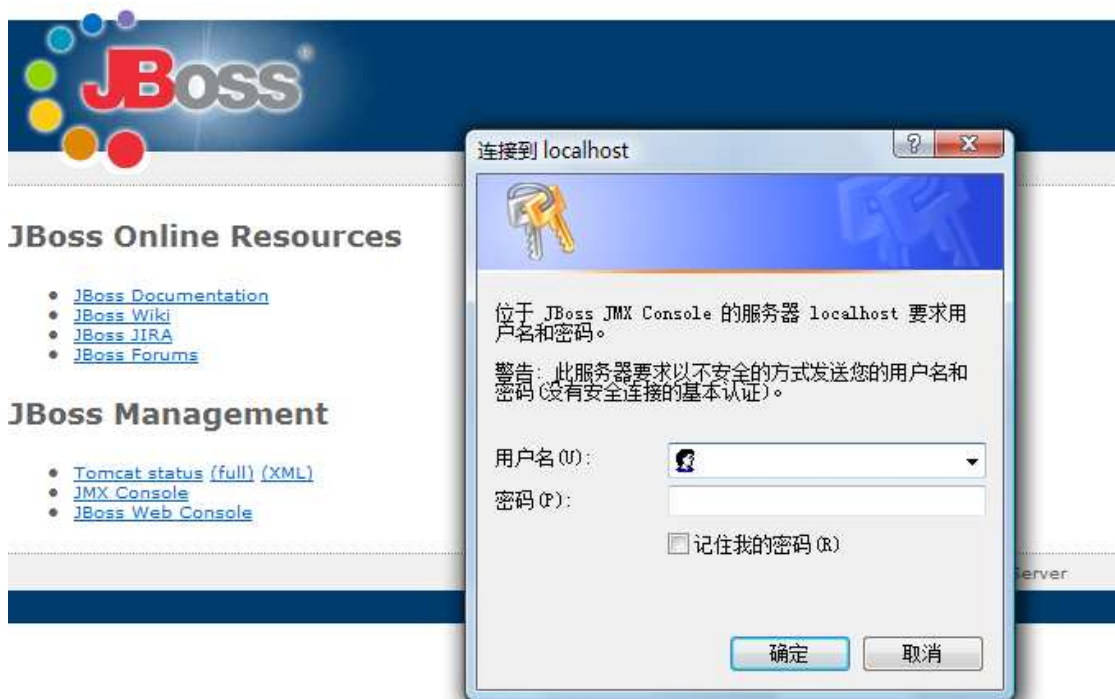 JBoss®
连接到 localhost
JBoss Online Resources
JBoss Documentation
JBoss Wiki
JBoss JIRA
JBoss Forums
JBoss Management
Tomcat status (full) (XML)
JMX Console
JBoss Web Console
位于 JBoss JMX Console 的服务器 localhost 要求用
户名和密码。
警告: 此服务器要求以不安全的方式发送您的用户名和
密码(没有安全连接的基本认证)。
用户名(U):
密码(P):
记住我的密码(R)
Server
确定
取消